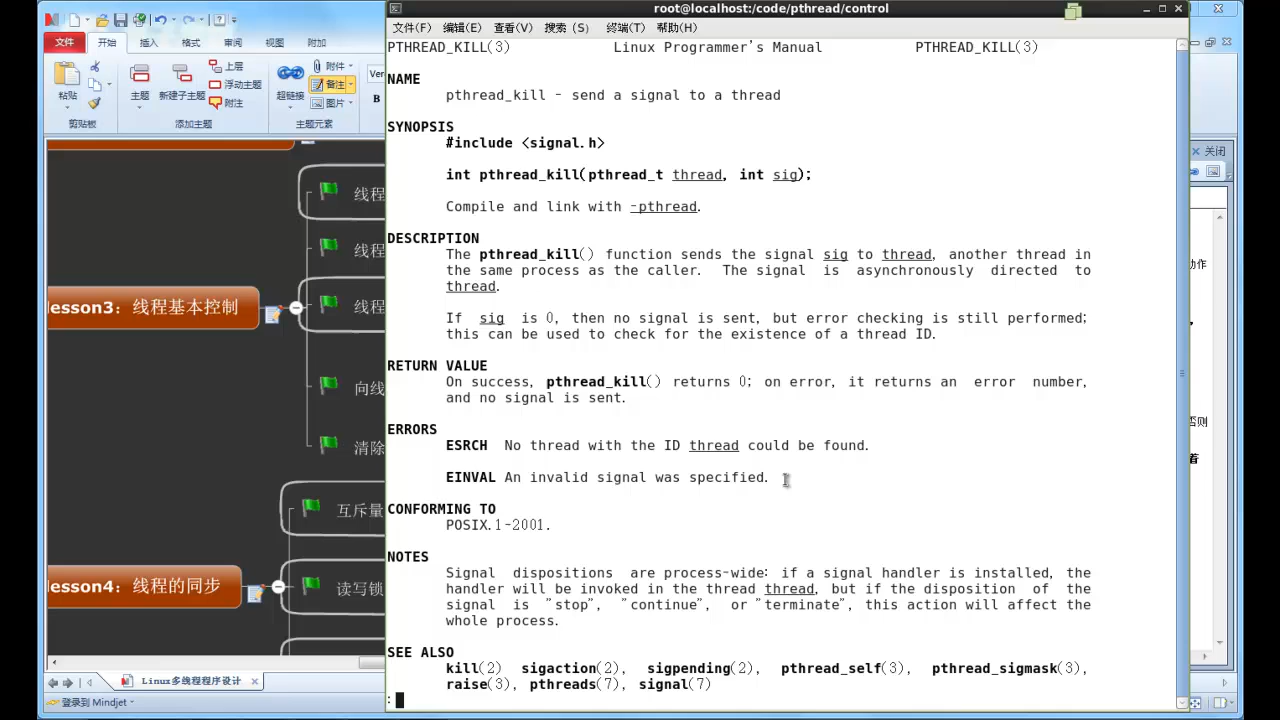 root@localhost:/code/pthread/control
文件(F) 编辑(E) 查看(V) 搜索 (S) 终端(T) 帮助(H)
文件 开始 插入 格式 审阅 视图 附加
粘贴
主题
新建子主题
上层
浮动主题
附注
超链接
附件
备注
图片
Ver
B
剪贴板
添加主题
主题元素
关闭
PTHREAD_KILL(3) Linux Programmer's Manual PTHREAD_KILL(3)
NAME
pthread_kill - send a signal to a thread
SYNOPSIS
#include <signal.h>
int pthread_kill(pthread_t thread, int sig);
Compile and link with -pthread.
DESCRIPTION
The pthread_kill() function sends the signal sig to thread, another thread in
the same process as the caller. The signal is asynchronously directed to
thread.
If sig is 0, then no signal is sent, but error checking is still performed;
this can be used to check for the existence of a thread ID.
RETURN VALUE
On success, pthread_kill() returns 0; on error, it returns an error number,
and no signal is sent.
ERRORS
ESRCH No thread with the ID thread could be found.
EINVAL An invalid signal was specified.
CONFORMING TO
POSIX.1-2001.
NOTES
Signal dispositions are process-wide: if a signal handler is installed, the
handler will be invoked in the thread thread, but if the disposition of the
signal is "stop", "continue", or "terminate", this action will affect the
whole process.
SEE ALSO
kill(2) sigaction(2), sigpending(2), pthread_self(3), pthread_sigmask(3),
raise(3), pthreads(7), signal(7)
:
线程
线程
lesson3：线程基本控制
线程
向线
清除
互斥量
lesson4：线程的同步
读写锁
动作
否则
着
Linux多线程程序设计
登录到 Mindjet